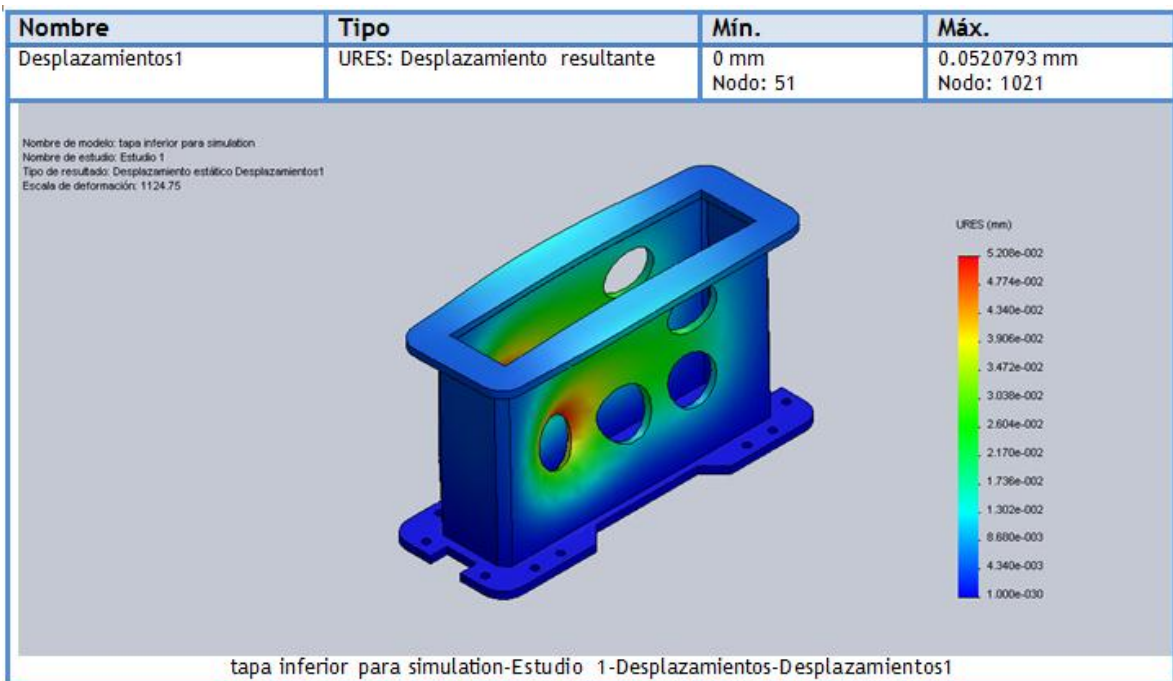 Nombre Tipo Mín. Máx.
Desplazamientos1 URES: Desplazamiento resultante 0 mm 0.0520793 mm
Nodo: 51 Nodo: 1021
Nombre de modelo: tapa inferior para simulation
Nombre de estudio: Estudio 1
Tipo de resultado: Desplazamiento estático Desplazamientos1
Escala de deformación: 1124.75
URES (mm)
5.208e-002
4.774e-002
4.340e-002
3.906e-002
3.472e-002
3.038e-002
2.604e-002
2.170e-002
1.736e-002
1.302e-002
8.680e-003
4.340e-003
1.000e-030
tapa inferior para simulation-Estudio 1-Desplazamientos-Desplazamientos1